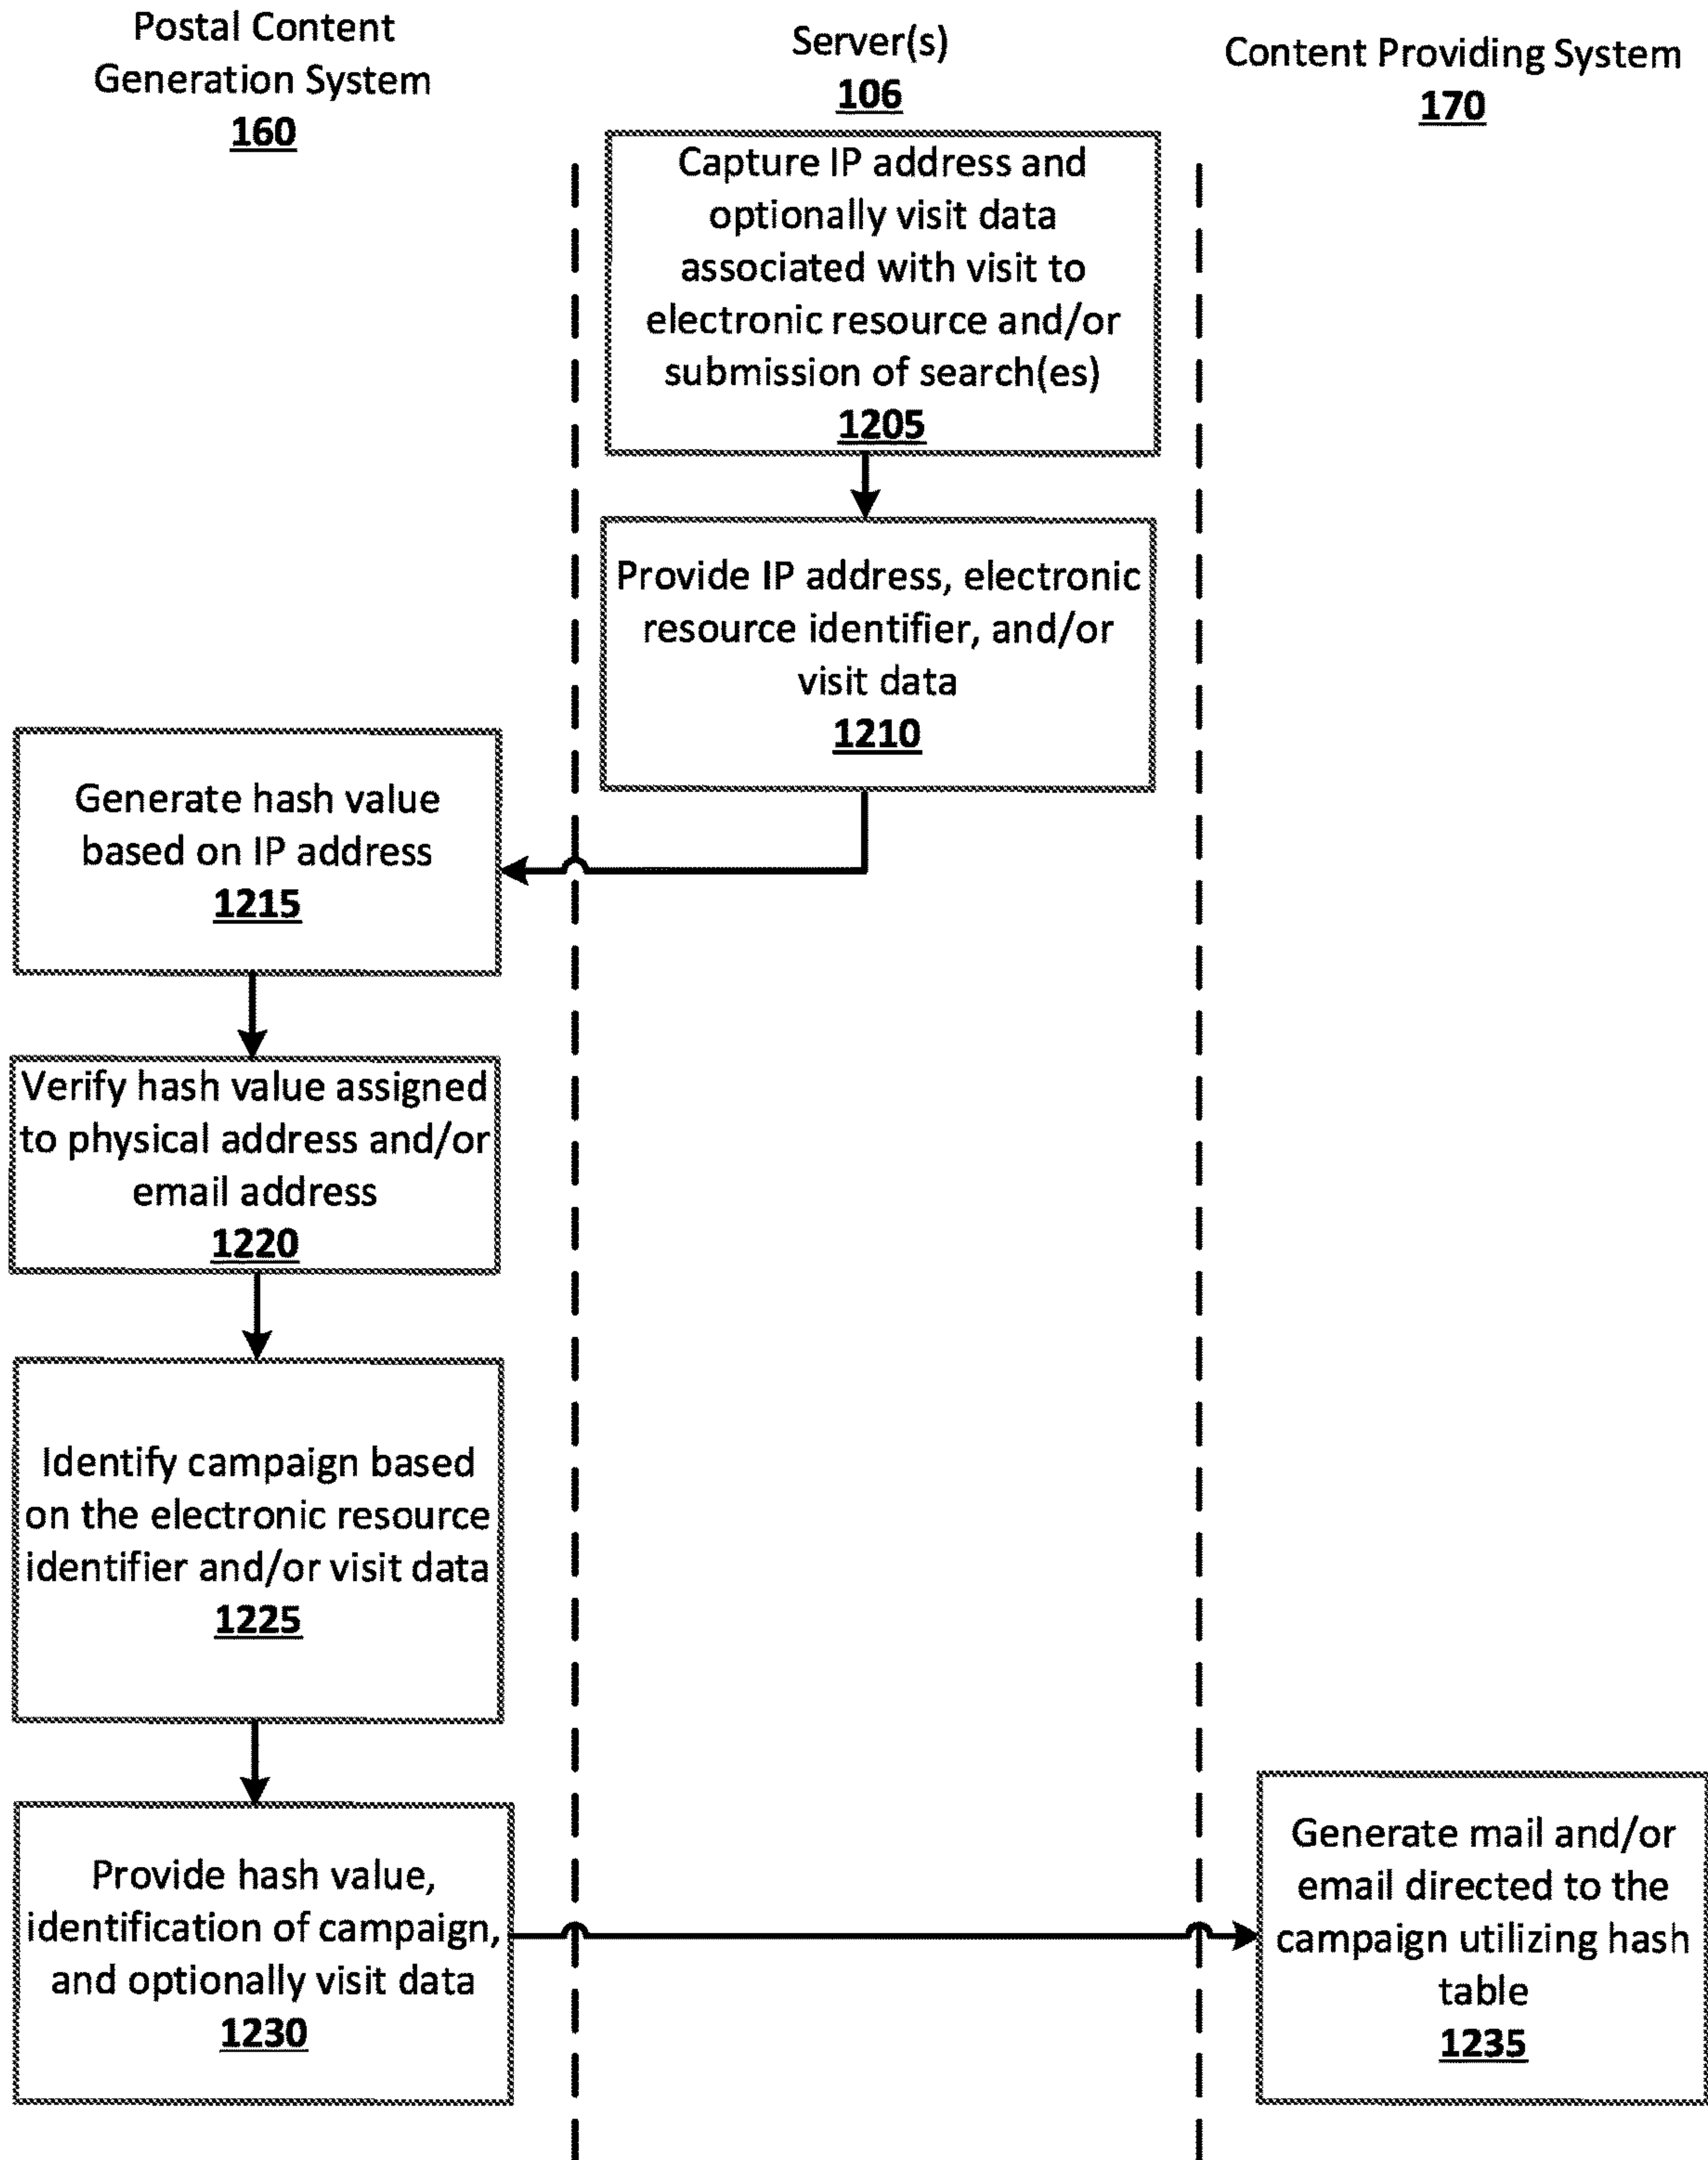 Postal Content
Generation System
160
Server(s)
106
Content Providing System
170
Capture IP address and
optionally visit data
associated with visit to
electronic resource and/or
submission of search(es)
1205
Provide IP address, electronic
resource identifier, and/or
visit data
1210
Generate hash value
based on IP address
1215
Verify hash value assigned
to physical address and/or
email address
1220
Identify campaign based
on the electronic resource
identifier and/or visit data
1225
Provide hash value,
identification of campaign,
and optionally visit data
1230
Generate mail and/or
email directed to the
campaign utilizing hash
table
1235